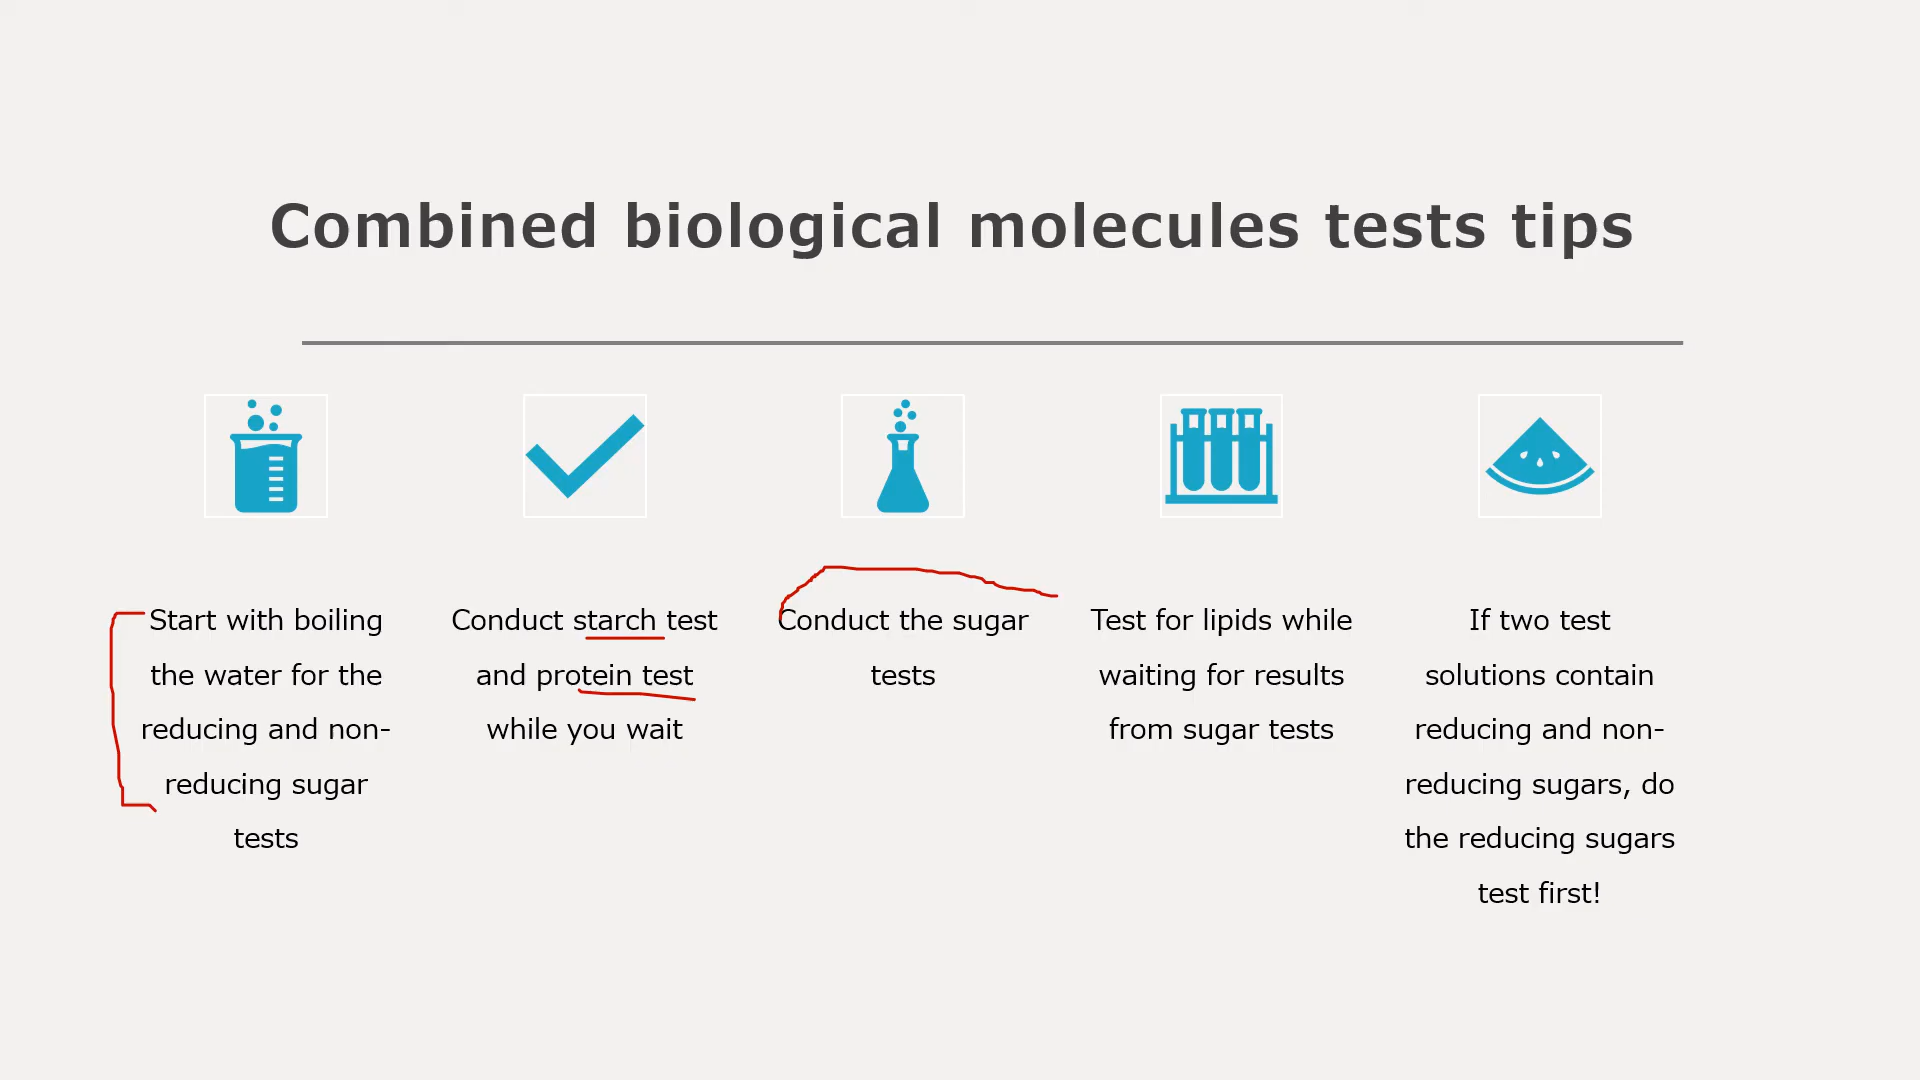 Combined biological molecules tests tips
Start with boiling
the water for the
reducing and non-
reducing sugar
tests
Conduct starch test
and protein test
while you wait
Conduct the sugar
tests
Test for lipids while
waiting for results
from sugar tests
If two test
solutions contain
reducing and non-
reducing sugars, do
the reducing sugars
test first!